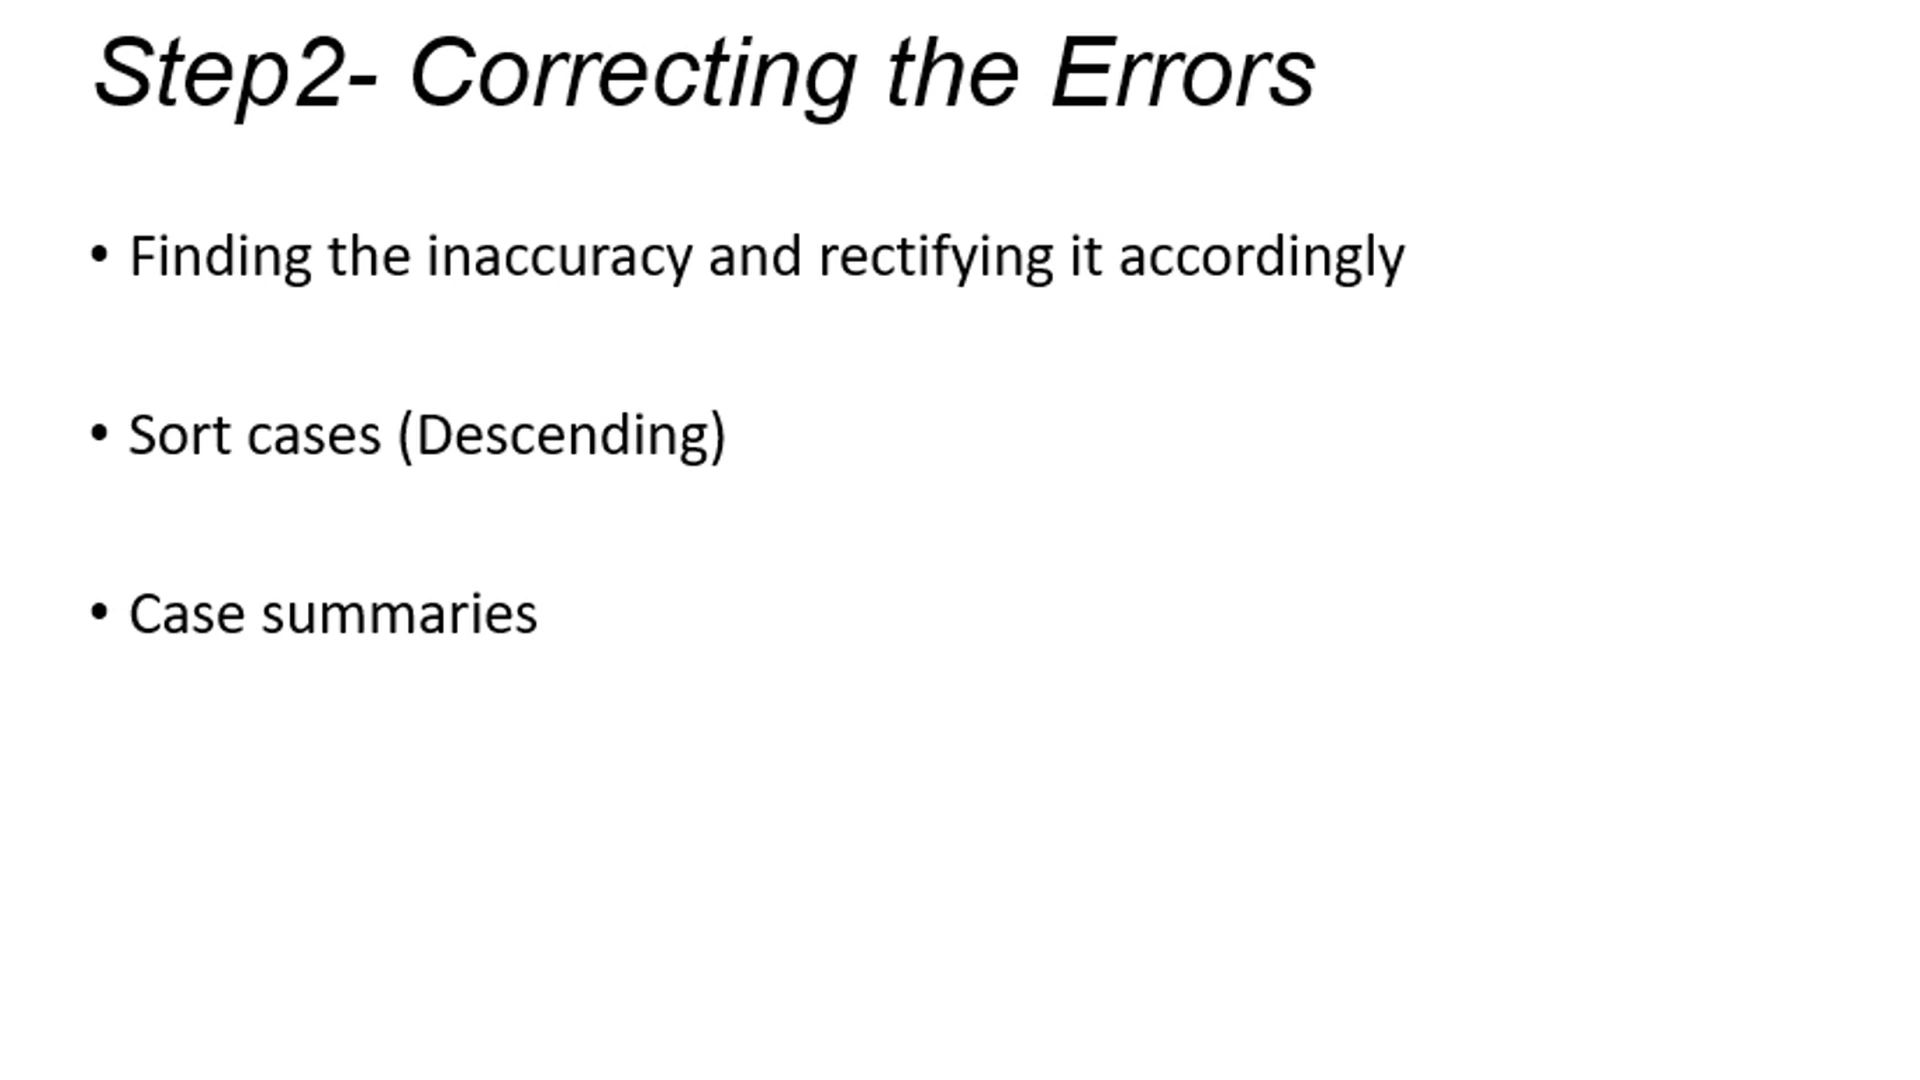 Step2- Correcting the Errors
• Finding the inaccuracy and rectifying it accordingly
• Sort cases (Descending)
• Case summaries